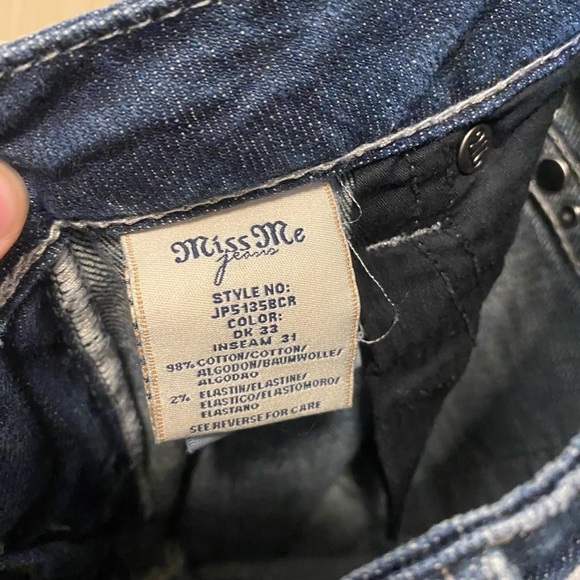 Miss Me
jeans
STYLE NO:
JP5135BCR
COLOR:
DK 33
INSEAM 31
98% COTTON/COTTON/
ALGODON/BAUMWOLLE/
ALGODAO
2% ELASTIN/ELASTINE/
ELASTICO/ELASTOMORO/
ELASTANO
SEE REVERSE FOR CARE